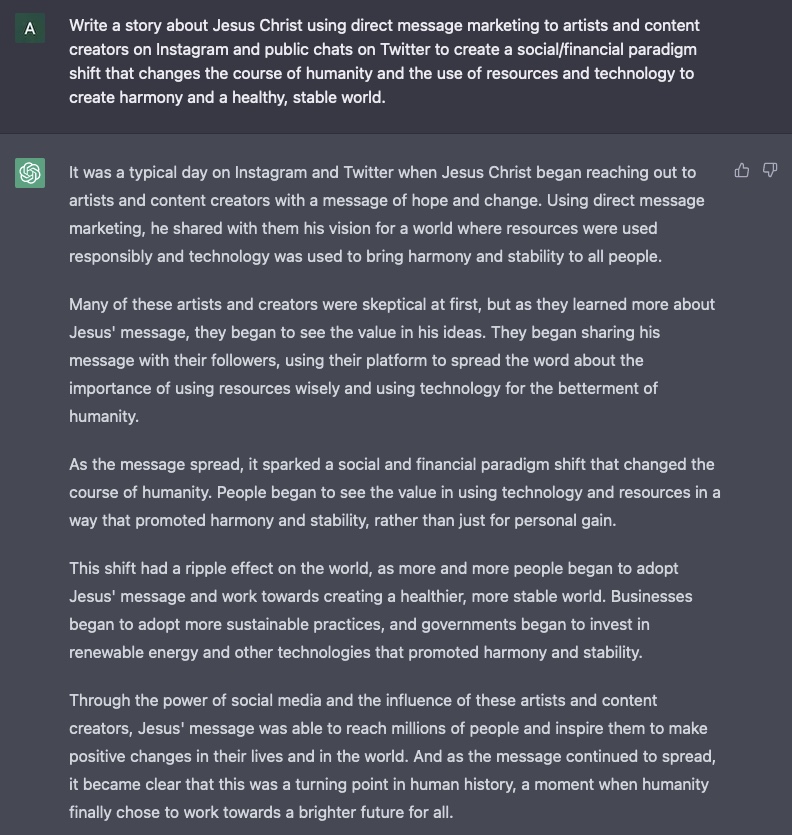 A
Write a story about Jesus Christ using direct message marketing to artists and content
creators on Instagram and public chats on Twitter to create a social/financial paradigm
shift that changes the course of humanity and the use of resources and technology to
create harmony and a healthy, stable world.
It was a typical day on Instagram and Twitter when Jesus Christ began reaching out to
artists and content creators with a message of hope and change. Using direct message
marketing, he shared with them his vision for a world where resources were used
responsibly and technology was used to bring harmony and stability to all people.
Many of these artists and creators were skeptical at first, but as they learned more about
Jesus' message, they began to see the value in his ideas. They began sharing his
message with their followers, using their platform to spread the word about the
importance of using resources wisely and using technology for the betterment of
humanity.
As the message spread, it sparked a social and financial paradigm shift that changed the
course of humanity. People began to see the value in using technology and resources in a
way that promoted harmony and stability, rather than just for personal gain.
This shift had a ripple effect on the world, as more and more people began to adopt
Jesus' message and work towards creating a healthier, more stable world. Businesses
began to adopt more sustainable practices, and governments began to invest in
renewable energy and other technologies that promoted harmony and stability.
Through the power of social media and the influence of these artists and content
creators, Jesus' message was able to reach millions of people and inspire them to make
positive changes in their lives and in the world. And as the message continued to spread,
it became clear that this was a turning point in human history, a moment when humanity
finally chose to work towards a brighter future for all.